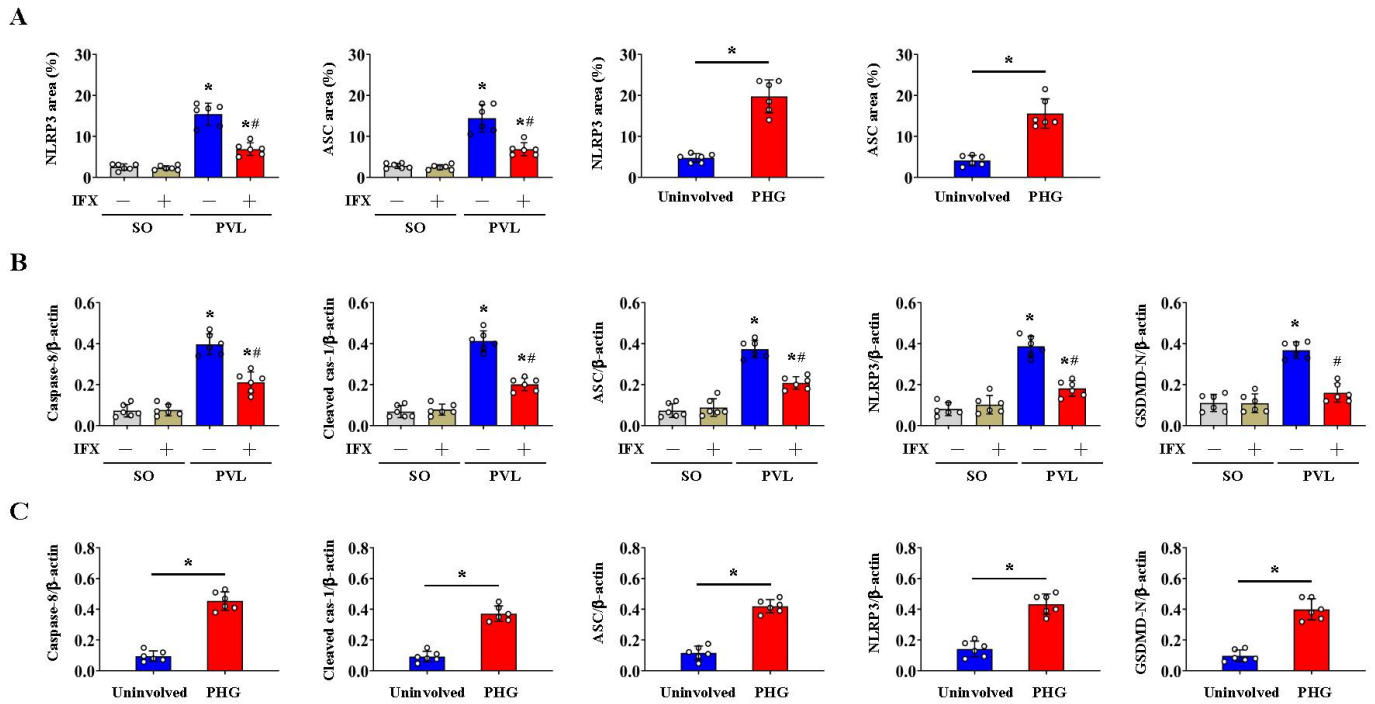 A
NLRP3 area (%)
30
20
10
0
*
*#
IFX
— + — +
SO PVL
ASC area (%)
30
20
10
0
*
*#
IFX
— + — +
SO PVL
NLRP3 area (%)
30
20
10
0
*
Uninvolved PHG
ASC area (%)
30
20
10
0
*
Uninvolved PHG
B
Caspase-8/β-actin
0.6
0.4
0.2
0.0
*
*#
IFX
— + — +
SO PVL
Cleaved cas-1/β-actin
0.6
0.4
0.2
0.0
*
*#
IFX
— + — +
SO PVL
ASC/β-actin
0.6
0.4
0.2
0.0
*
*#
IFX
— + — +
SO PVL
NLRP3/β-actin
0.6
0.4
0.2
0.0
*
*#
IFX
— + — +
SO PVL
GSDMD-N/β-actin
0.6
0.4
0.2
0.0
*
#
IFX
— + — +
SO PVL
C
Caspase-8/β-actin
0.8
0.6
0.4
0.2
0.0
*
Uninvolved PHG
Cleaved cas-1/β-actin
0.8
0.6
0.4
0.2
0.0
*
Uninvolved PHG
ASC/β-actin
0.8
0.6
0.4
0.2
0.0
*
Uninvolved PHG
NLRP3/β-actin
0.8
0.6
0.4
0.2
0.0
*
Uninvolved PHG
GSDMD-N/β-actin
0.8
0.6
0.4
0.2
0.0
*
Uninvolved PHG